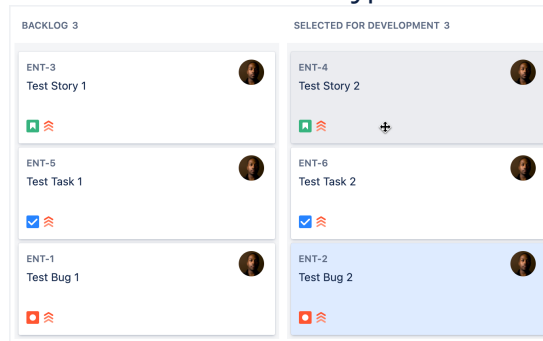 BACKLOG 3
ENT-3
Test Story 1
ENT-5
Test Task 1
ENT-1
Test Bug 1
SELECTED FOR DEVELOPMENT 3
ENT-4
Test Story 2
ENT-6
Test Task 2
ENT-2
Test Bug 2